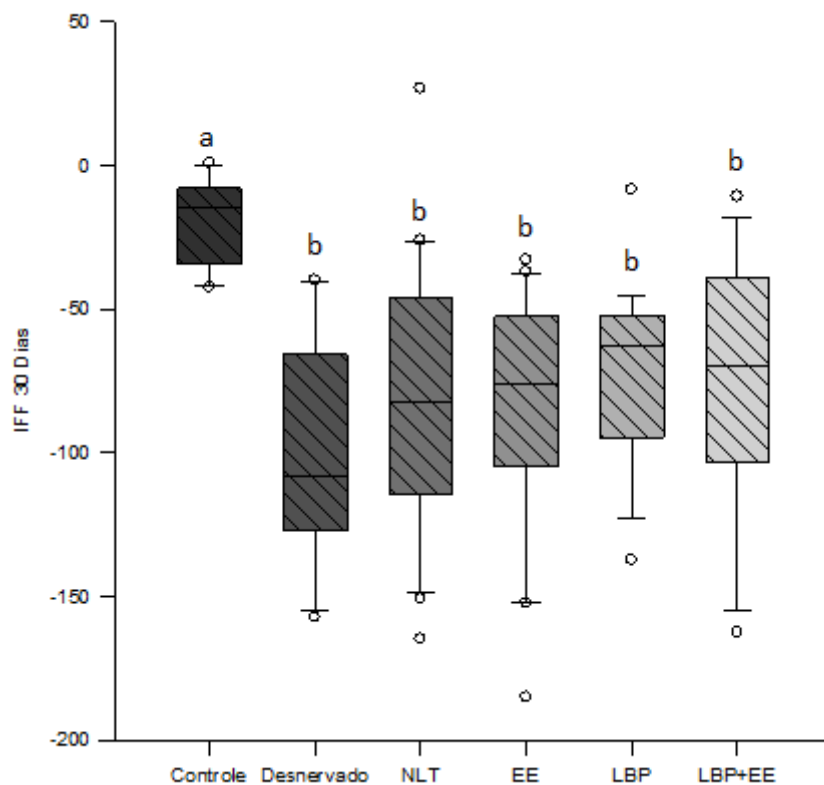 50
a
0
b
b
b
b
b
-50
IFF 30 Dias
-100
-150
-200
Controle Desnervado NLT EE LBP LBP+EE